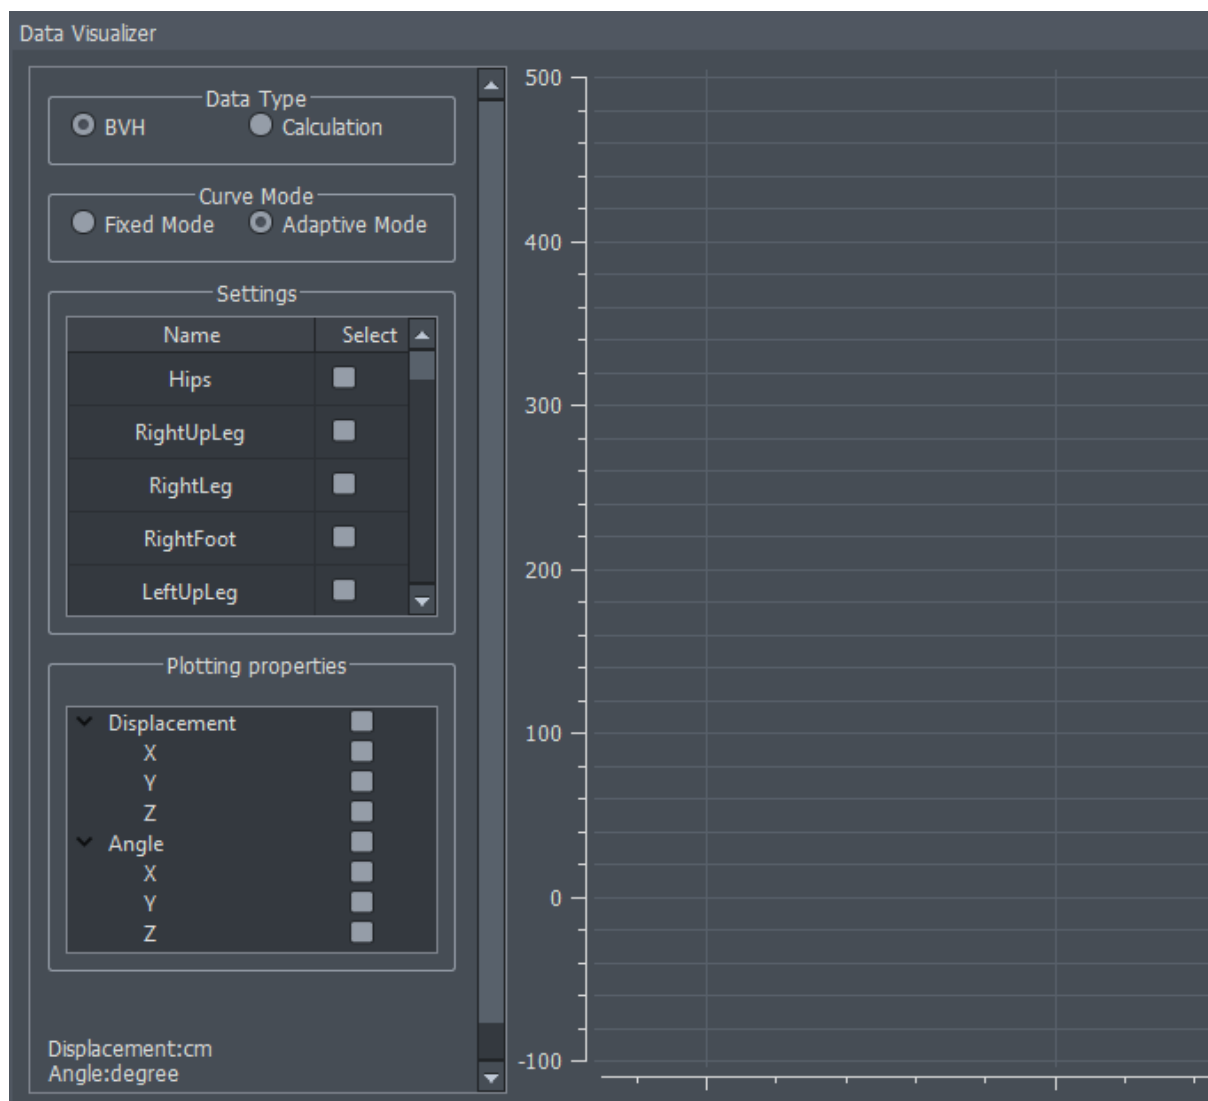 Data Visualizer
Data Type
BVH Calculation
Curve Mode
Fixed Mode Adaptive Mode
Settings
Name Select
Hips
RightUpLeg
RightLeg
RightFoot
LeftUpLeg
Plotting properties
Displacement
X
Y
Z
Angle
X
Y
Z
Displacement:cm
Angle:degree
500
400
300
200
100
0
-100